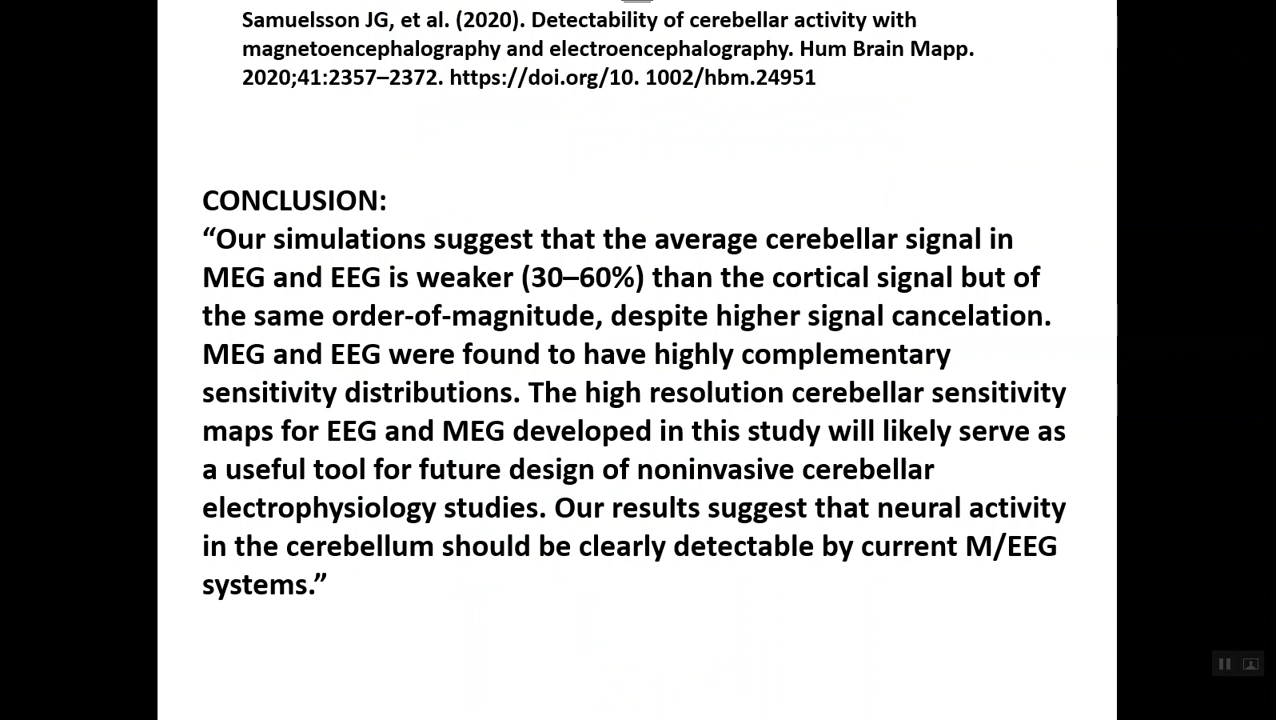 Samuelsson JG, et al. (2020). Detectability of cerebellar activity with
magnetoencephalography and electroencephalography. Hum Brain Mapp.
2020;41:2357–2372. https://doi.org/10. 1002/hbm.24951
CONCLUSION:
“Our simulations suggest that the average cerebellar signal in
MEG and EEG is weaker (30–60%) than the cortical signal but of
the same order-of-magnitude, despite higher signal cancelation.
MEG and EEG were found to have highly complementary
sensitivity distributions. The high resolution cerebellar sensitivity
maps for EEG and MEG developed in this study will likely serve as
a useful tool for future design of noninvasive cerebellar
electrophysiology studies. Our results suggest that neural activity
in the cerebellum should be clearly detectable by current M/EEG
systems.”